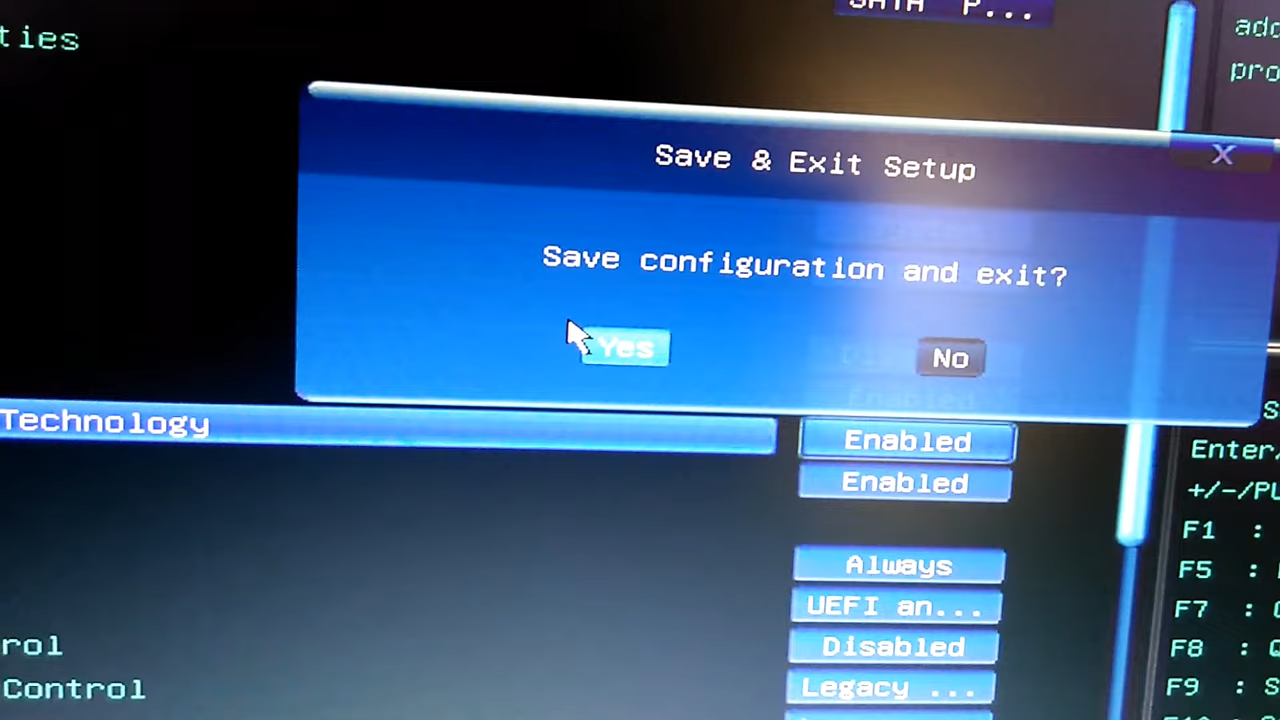 ties
SATA P...
Save & Exit Setup
X
Save configuration and exit?
Yes
No
Technology
Enabled
Enabled
Always
UEFI an...
rol
Disabled
Control
Legacy ...
Enter/
+/-/PU
F1 :
F5 :
F7 :
F8 : Q
F9 : S